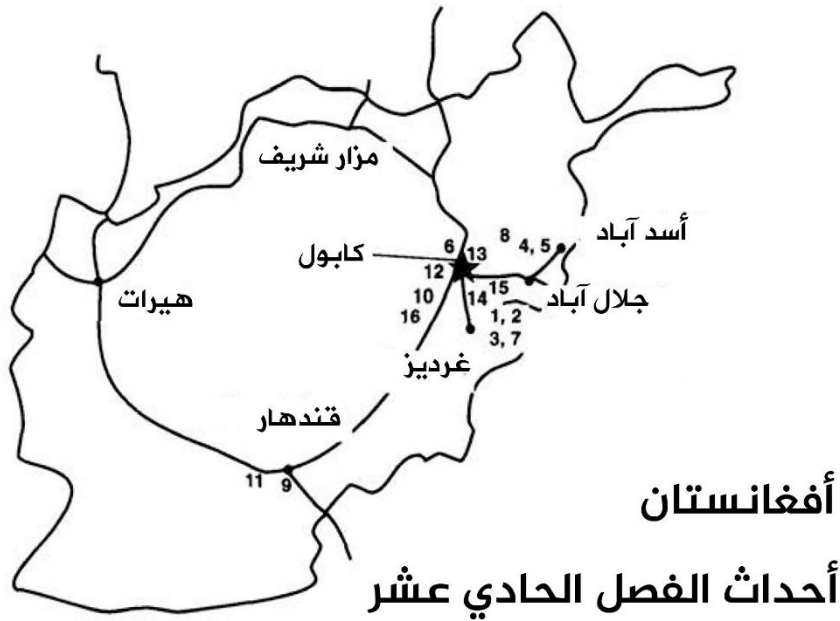 مزار شريف
أسد آباد
8
4, 5
6
13
كابول
12
15
جلال آباد
هيرات
10
14
1, 2
16
3, 7
غرديز
قندهار
11
9
أفغانستان
أحداث الفصل الحادي عشر